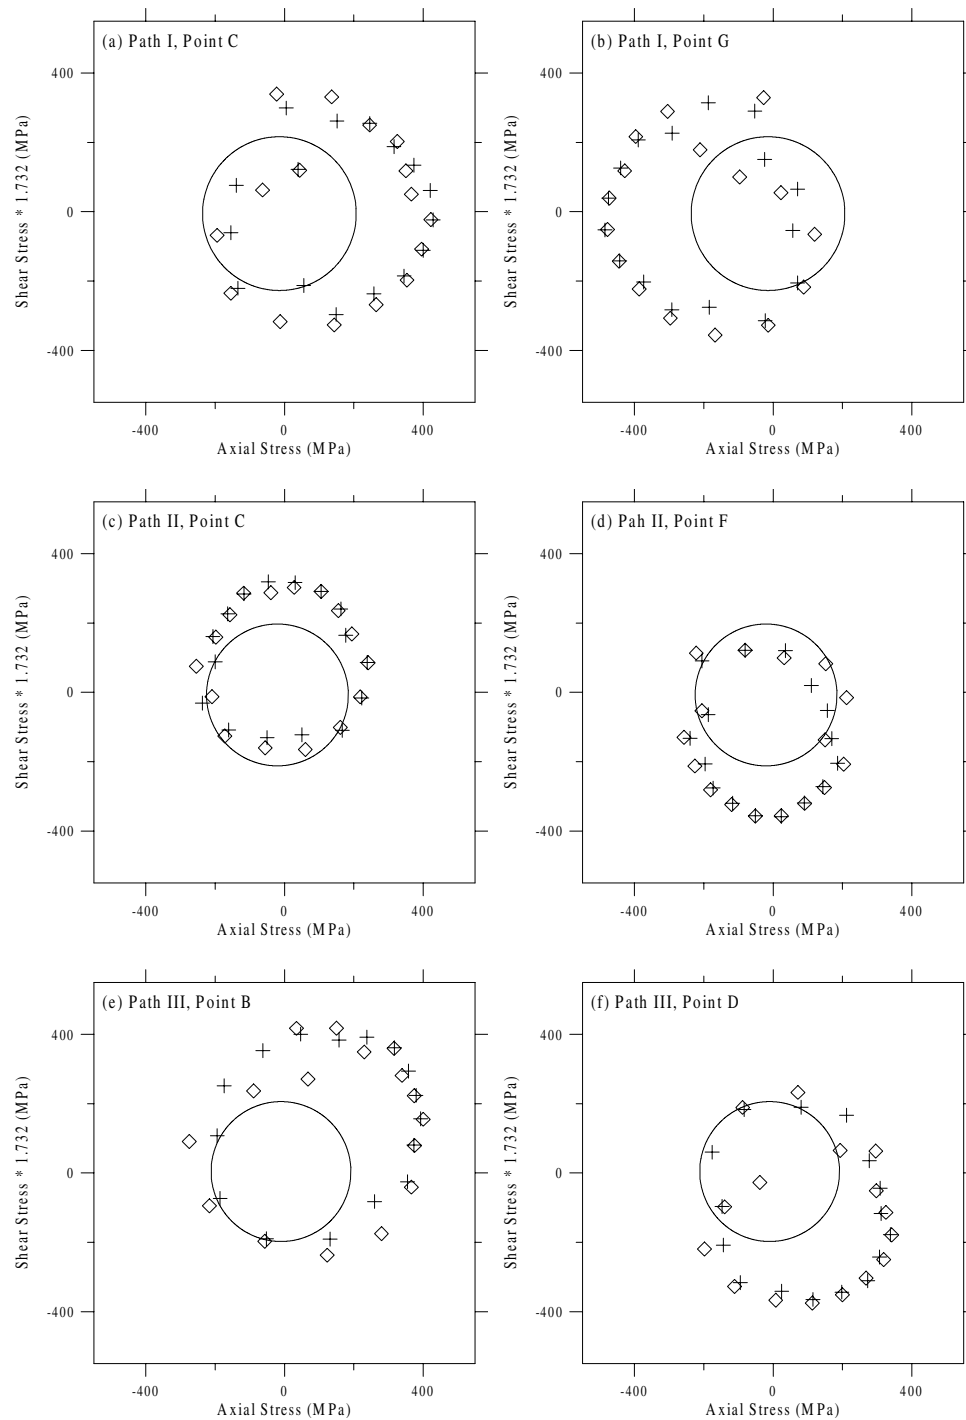 (a) Path I, Point C
400
0
-400
Shear Stress * 1.732 (MPa)
-400 0 400
Axial Stress (MPa)
(b) Path I, Point G
400
0
-400
Shear Stress * 1.732 (MPa)
-400 0 400
Axial Stress (MPa)
(c) Path II, Point C
400
0
-400
Shear Stress * 1.732 (MPa)
-400 0 400
Axial Stress (MPa)
(d) Pah II, Point F
400
0
-400
Shear Stress * 1.732 (MPa)
-400 0 400
Axial Stress (MPa)
(e) Path III, Point B
400
0
-400
Shear Stress * 1.732 (MPa)
-400 0 400
Axial Stress (MPa)
(f) Path III, Point D
400
0
-400
Shear Stress * 1.732 (MPa)
-400 0 400
Axial Stress (MPa)